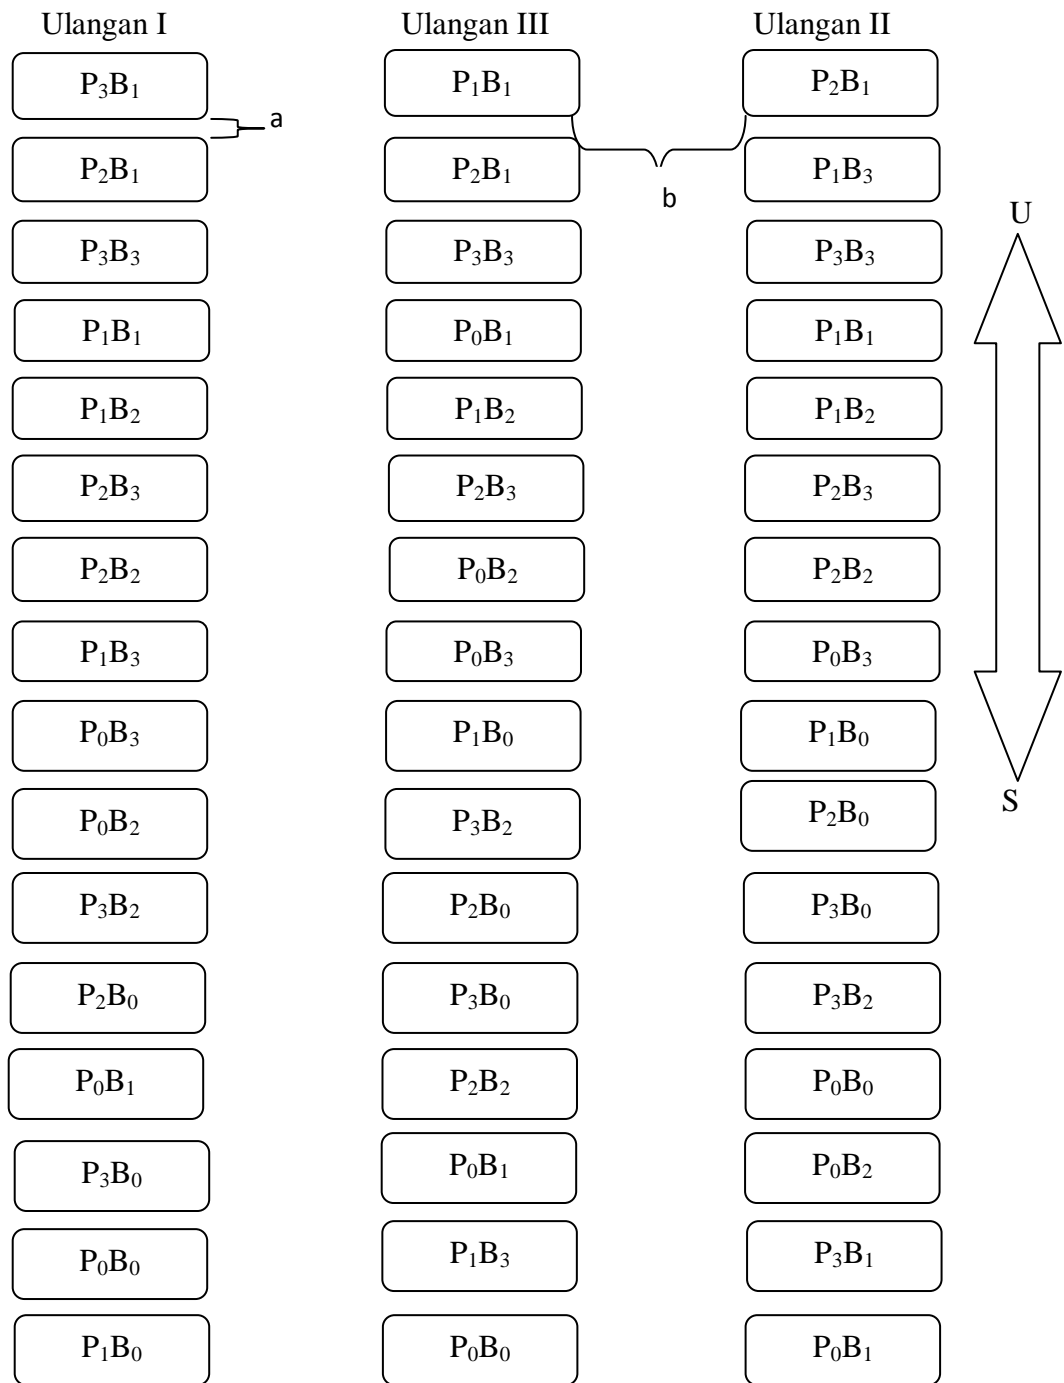 Ulangan I Ulangan III Ulangan II
P₃B₁ P₁B₁ P₂B₁
a
P₂B₁ P₂B₁ P₁B₃
b
U
P₃B₃ P₃B₃ P₃B₃
P₁B₁ P₀B₁ P₁B₁
P₁B₂ P₁B₂ P₁B₂
P₂B₃ P₂B₃ P₂B₃
P₂B₂ P₀B₂ P₂B₂
P₁B₃ P₀B₃ P₀B₃
P₀B₃ P₁B₀ P₁B₀
S
P₀B₂ P₃B₂ P₂B₀
P₃B₂ P₂B₀ P₃B₀
P₂B₀ P₃B₀ P₃B₂
P₀B₁ P₂B₂ P₀B₀
P₃B₀ P₀B₁ P₀B₂
P₀B₀ P₁B₃ P₃B₁
P₁B₀ P₀B₀ P₀B₁